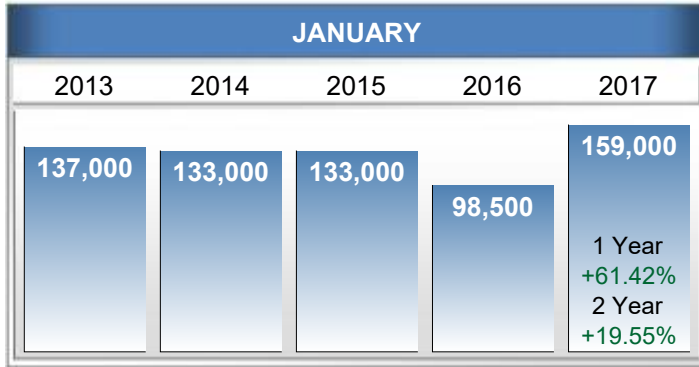 JANUARY
2013 2014 2015 2016 2017
137,000 133,000 133,000 98,500 159,000
1 Year
+61.42%
2 Year
+19.55%